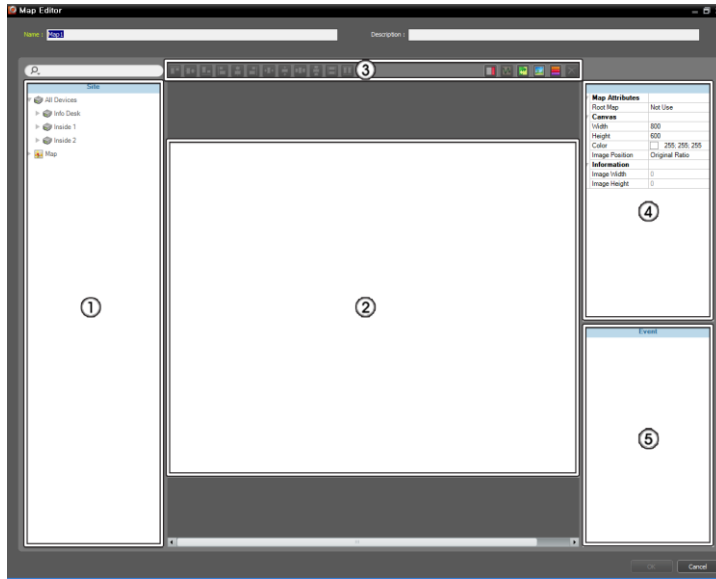 Map Editor
Name : Map1
Description :
③
Site
All Devices
Info Desk
Inside 1
Inside 2
Map
①
②
Map Attributes
Root Map Not Use
Canvas
Width 800
Height 600
Color 255; 255; 255
Image Position Original Ratio
Information
Image Width 0
Image Height 0
④
Event
⑤
Ok Cancel